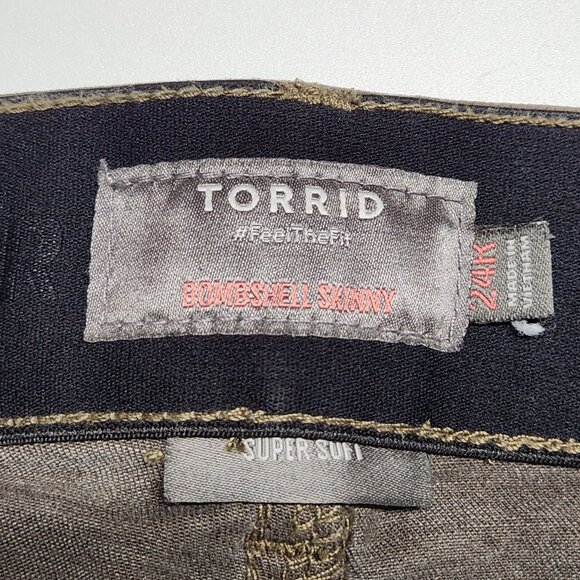 TORRID
#FeelTheFit
BOMBSHELL SKINNY
24R
MADE IN
VIETNAM
SUPER SOFT